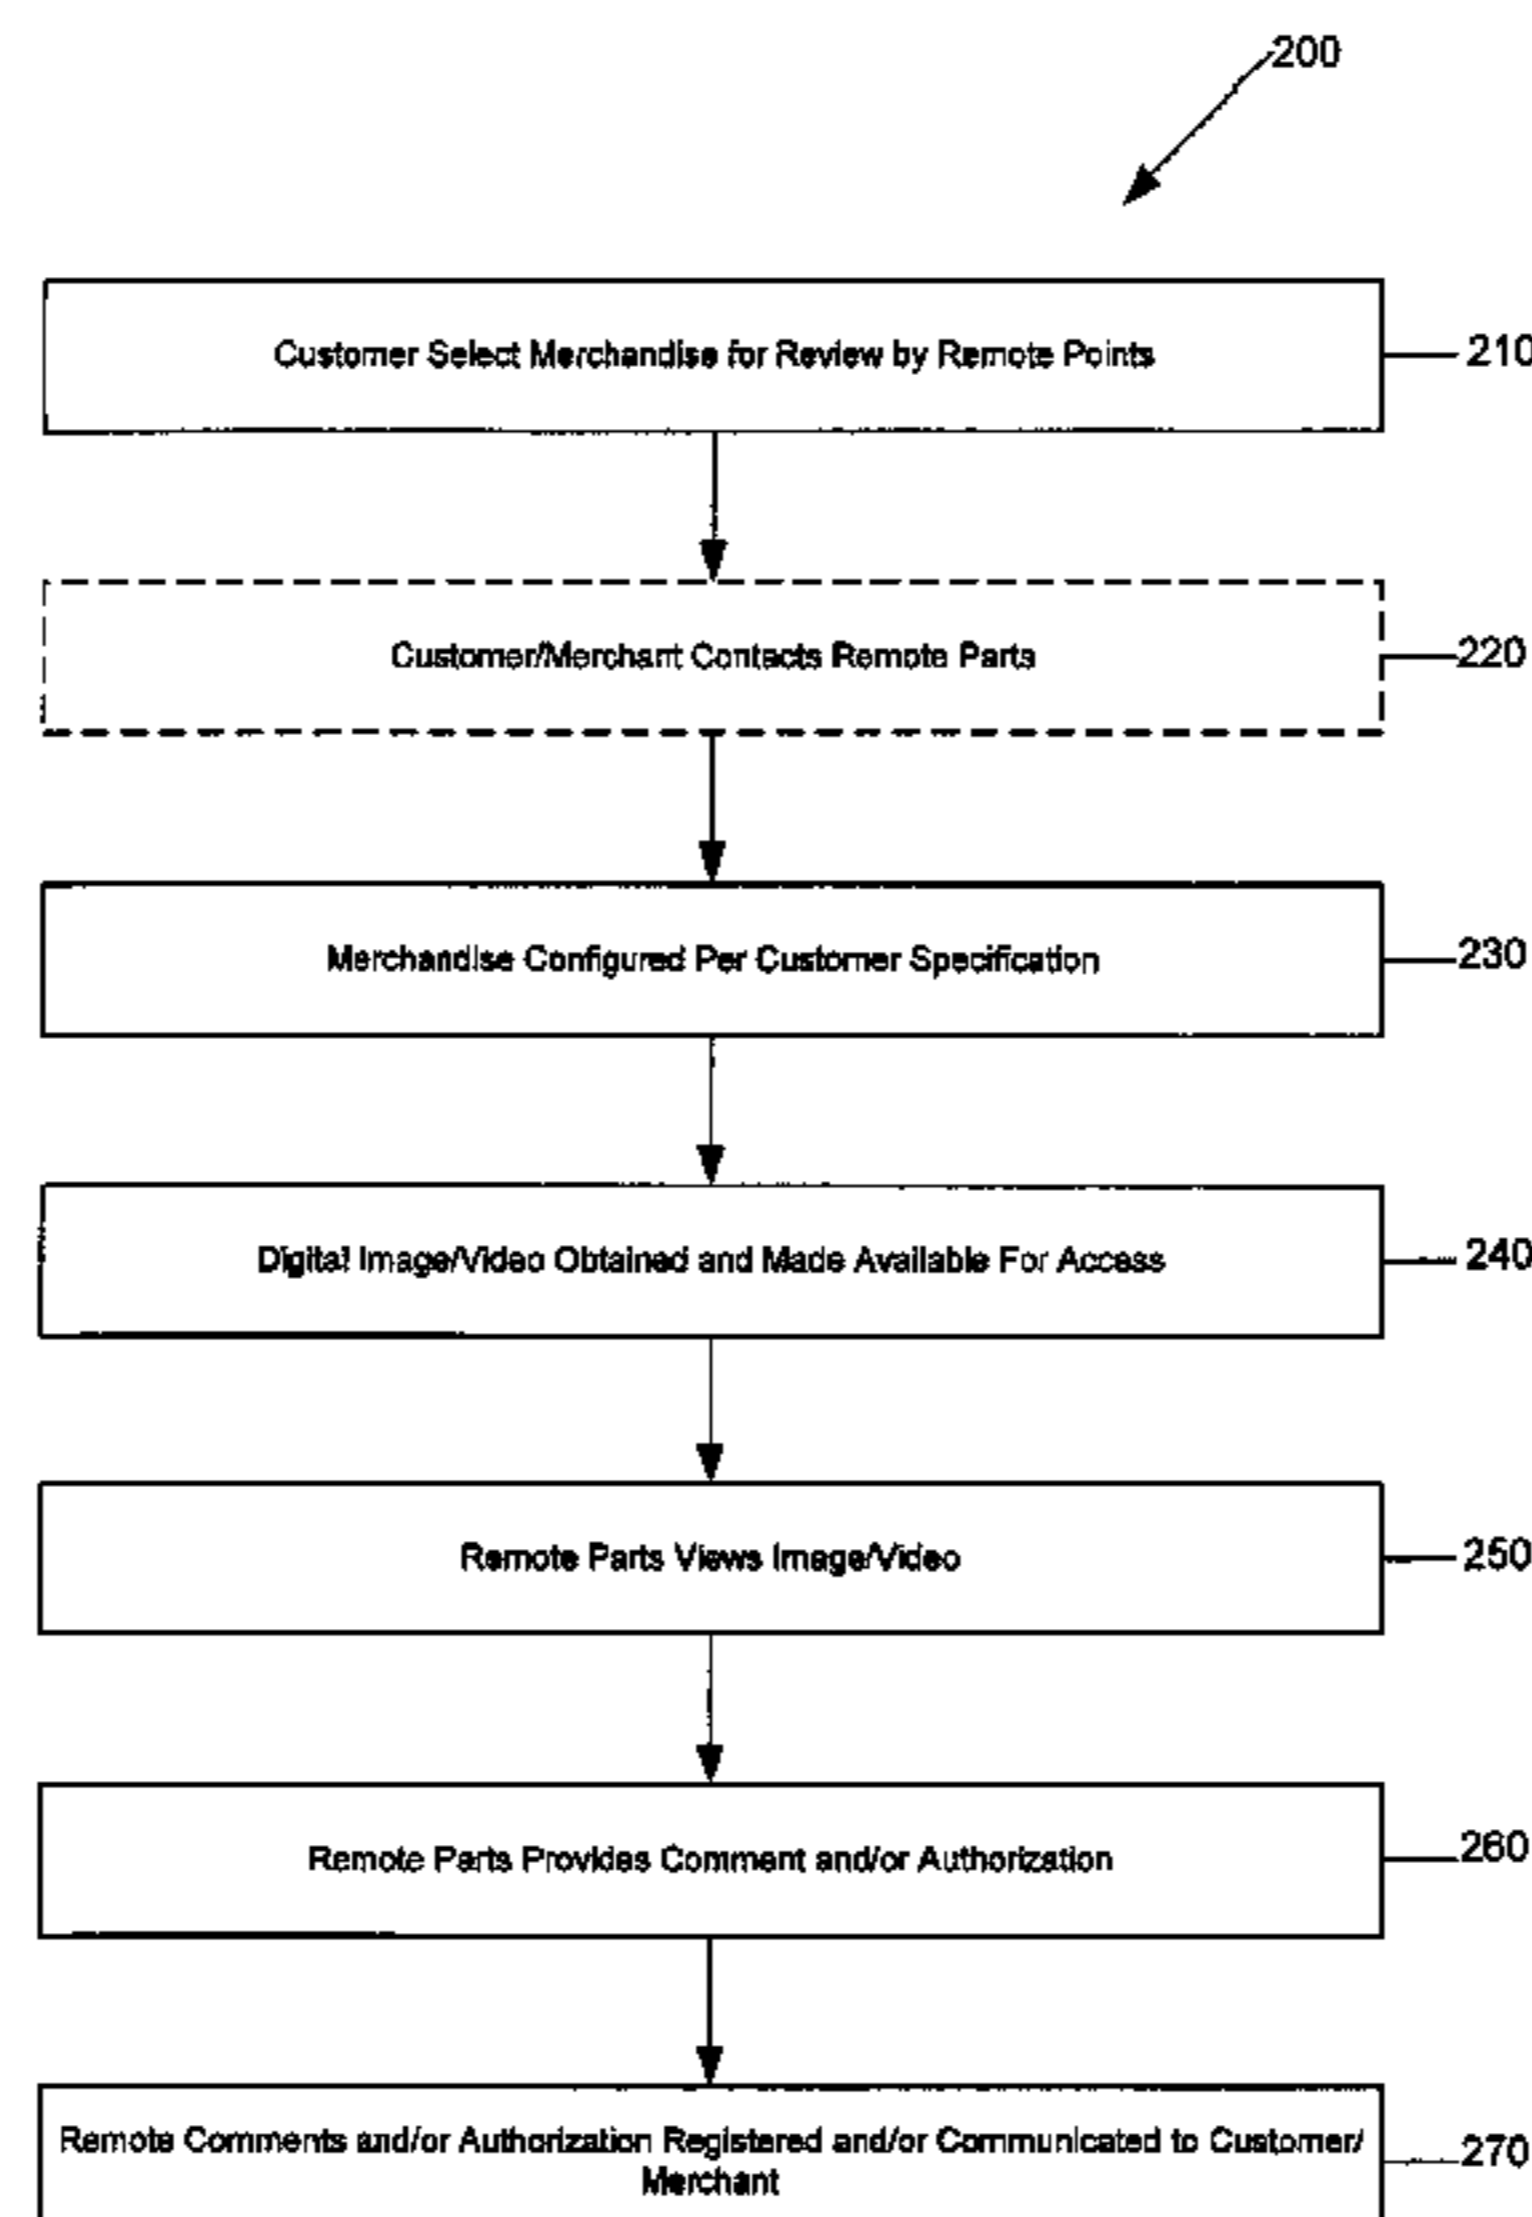 200
Customer Select Merchandise for Review by Remote Points
210
Customer/Merchant Contacts Remote Parts
220
Merchandise Configured Per Customer Specification
230
Digital Image/Video Obtained and Made Available For Access
240
Remote Parts Views Image/Video
250
Remote Parts Provides Comment and/or Authorization
260
Remote Comments and/or Authorization Registered and/or Communicated to Customer/
Merchant
270